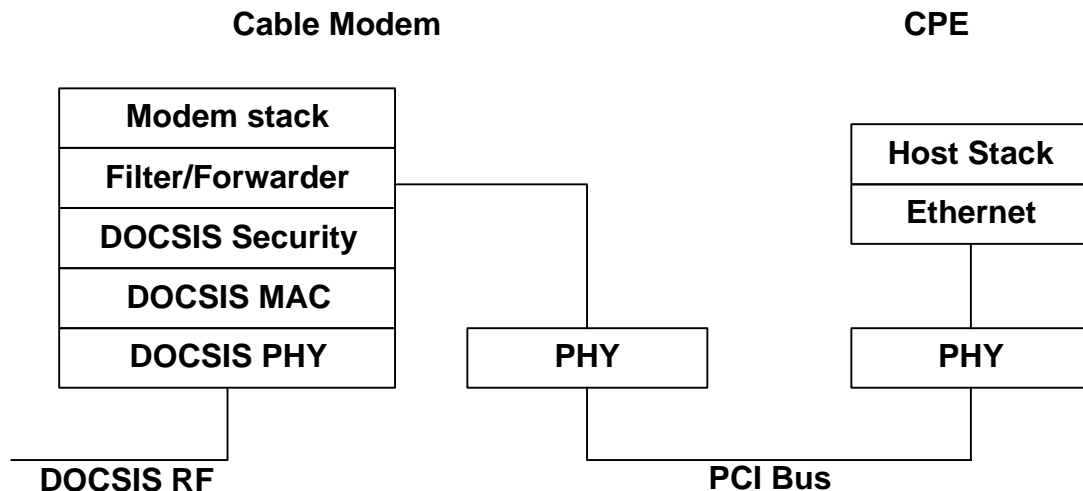 Cable Modem
CPE
Modem stack
Filter/Forwarder
DOCSIS Security
DOCSIS MAC
DOCSIS PHY
PHY
Host Stack
Ethernet
PHY
DOCSIS RF
PCI Bus